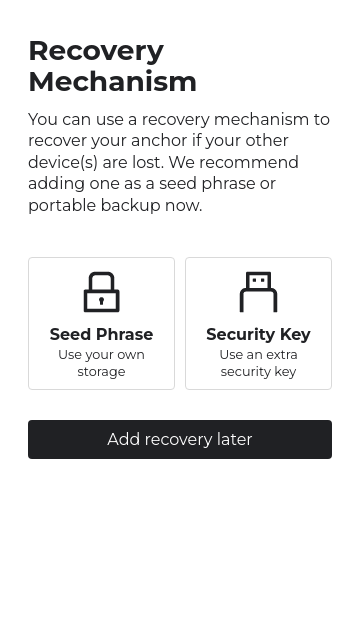 Recovery
Mechanism
You can use a recovery mechanism to
recover your anchor if your other
device(s) are lost. We recommend
adding one as a seed phrase or
portable backup now.
Seed Phrase
Use your own
storage
Security Key
Use an extra
security key
Add recovery later